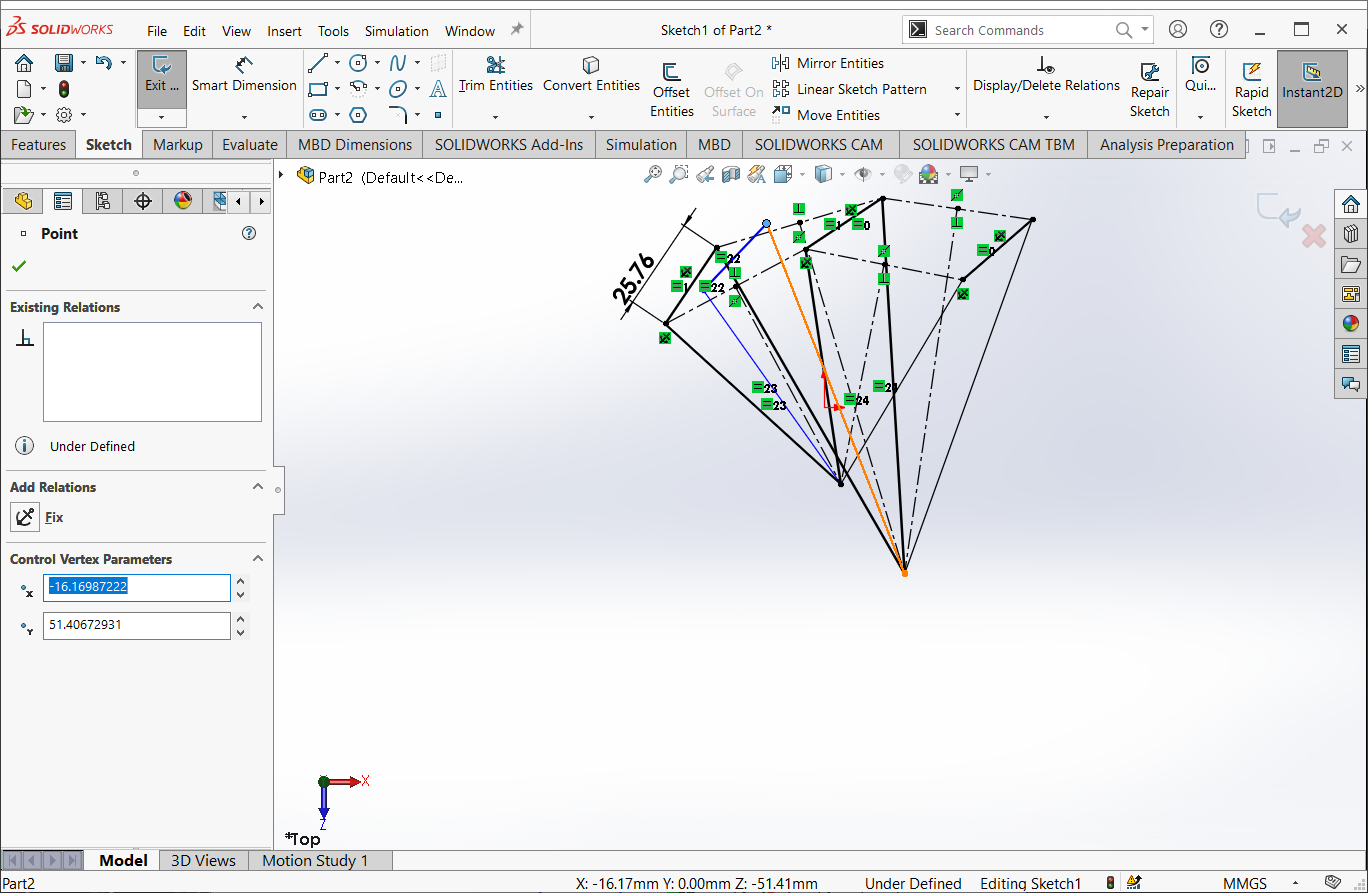 SOLIDWORKS
File Edit View Insert Tools Simulation Window
Sketch1 of Part2 *
Search Commands
Exit ...
Smart Dimension
Trim Entities
Convert Entities
Offset Entities
Offset On Surface
Mirror Entities
Linear Sketch Pattern
Move Entities
Display/Delete Relations
Repair Sketch
Qui...
Rapid Sketch
Instant2D
Features Sketch Markup Evaluate MBD Dimensions SOLIDWORKS Add-Ins Simulation MBD SOLIDWORKS CAM SOLIDWORKS CAM TBM Analysis Preparation
Part2 (Default<<De...
Point
Existing Relations
Under Defined
Add Relations
Fix
Control Vertex Parameters
X
-16.16987222
Y
51.40672931
25.76
1
0
22
1
22
0
23
23
24
X
Z
*Top
Model 3D Views Motion Study 1
Part2
X: -16.17mm Y: 0.00mm Z: -51.41mm
Under Defined
Editing Sketch1
MMGS